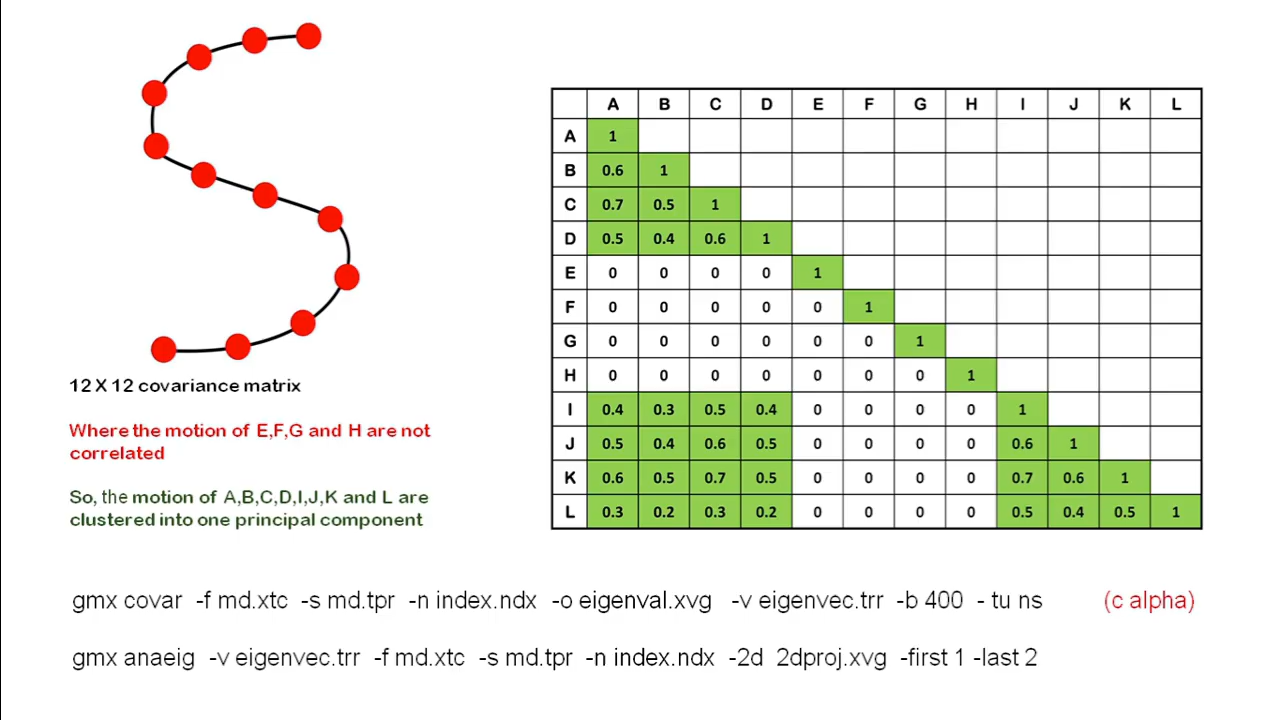 A B C D E F G H I J K L
A 1
B 0.6 1
C 0.7 0.5 1
D 0.5 0.4 0.6 1
E 0 0 0 0 1
F 0 0 0 0 0 1
G 0 0 0 0 0 0 1
H 0 0 0 0 0 0 0 1
I 0.4 0.3 0.5 0.4 0 0 0 0 1
J 0.5 0.4 0.6 0.5 0 0 0 0 0.6 1
K 0.6 0.5 0.7 0.5 0 0 0 0 0.7 0.6 1
L 0.3 0.2 0.3 0.2 0 0 0 0 0.5 0.4 0.5 1
12 X 12 covariance matrix
Where the motion of E,F,G and H are not
correlated
So, the motion of A,B,C,D,I,J,K and L are
clustered into one principal component
gmx covar -f md.xtc -s md.tpr -n index.ndx -o eigenval.xvg -v eigenvec.trr -b 400 - tu ns (c alpha)
gmx anaeig -v eigenvec.trr -f md.xtc -s md.tpr -n index.ndx -2d 2dproj.xvg -first 1 -last 2